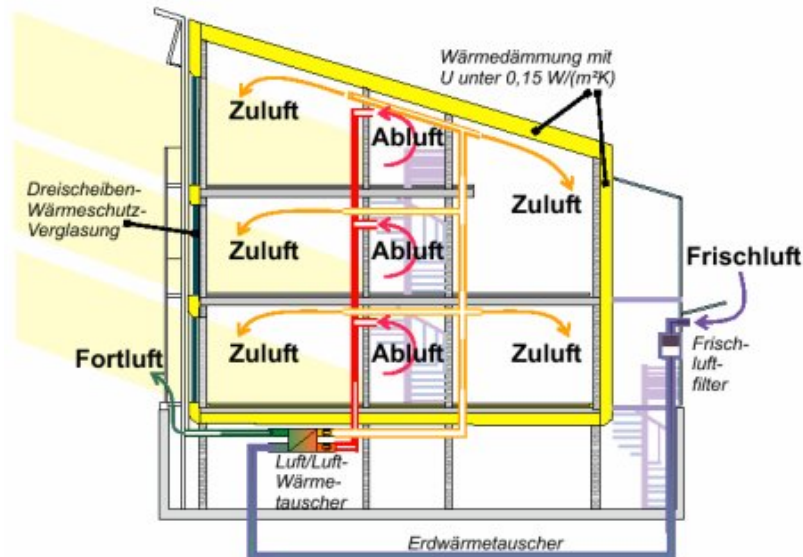 Wärmedämmung mit
U unter 0,15 W/(m²K)
Zuluft
Abluft
Dreischeiben-
Wärmeschutz-
Verglasung
Zuluft
Zuluft
Abluft
Frischluft
Zuluft
Abluft
Zuluft
Fortluft
Frisch-
luft-
filter
Luft/Luft-
Wärme-
tauscher
Erdwärmetauscher